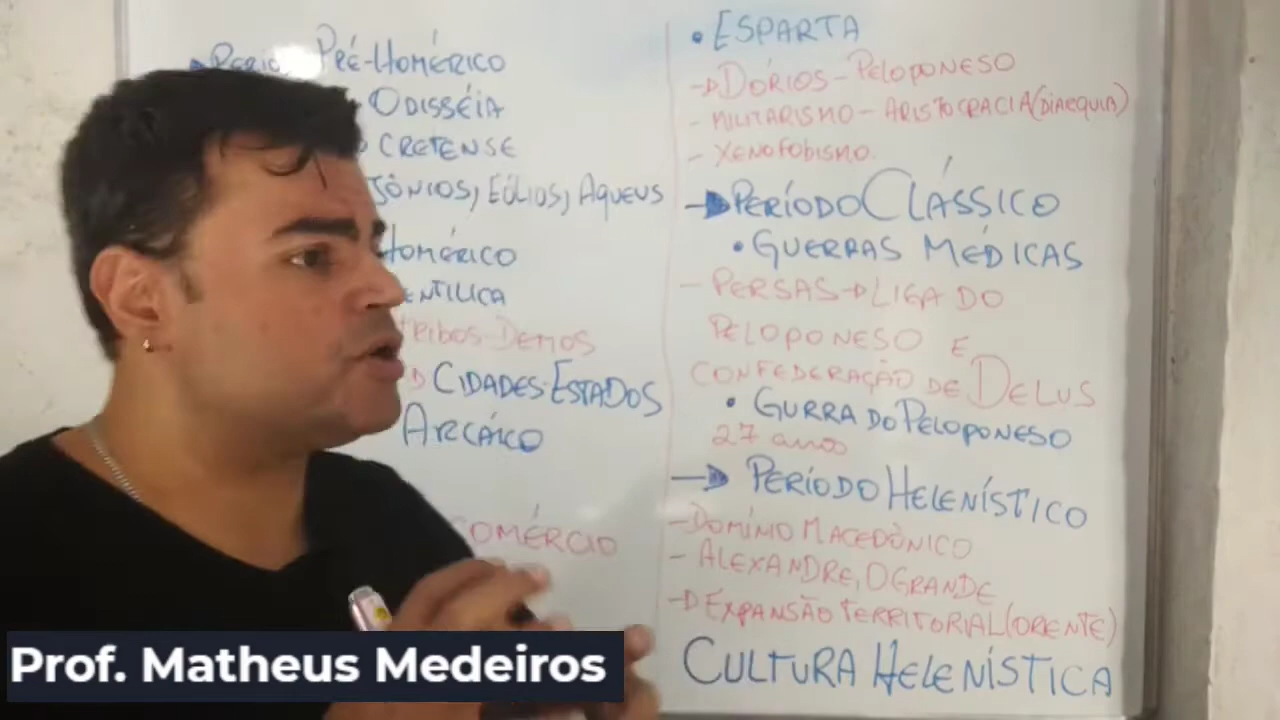 Pré-Homérico
Odisséia
Cretense
Jônios, Eólios, Aqueus
Homérico
tribos-Demos
Cidades-Estados
Arcáico
Comércio
• Esparta
→ Dórios - Peloponeso
- Militarismo - Aristocracia (Diarquia)
- Xenofobismo.
→ Período Clássico
• Guerras Médicas
- Persas → Liga do
Peloponeso e
Confederação de Delus
• Gurra do Peloponeso
27 anos
→ Período Helenístico
- Domínio Macedônico
- Alexandre, O Grande
→ Expansão territorial (Oriente)
Cultura Helenística
Prof. Matheus Medeiros